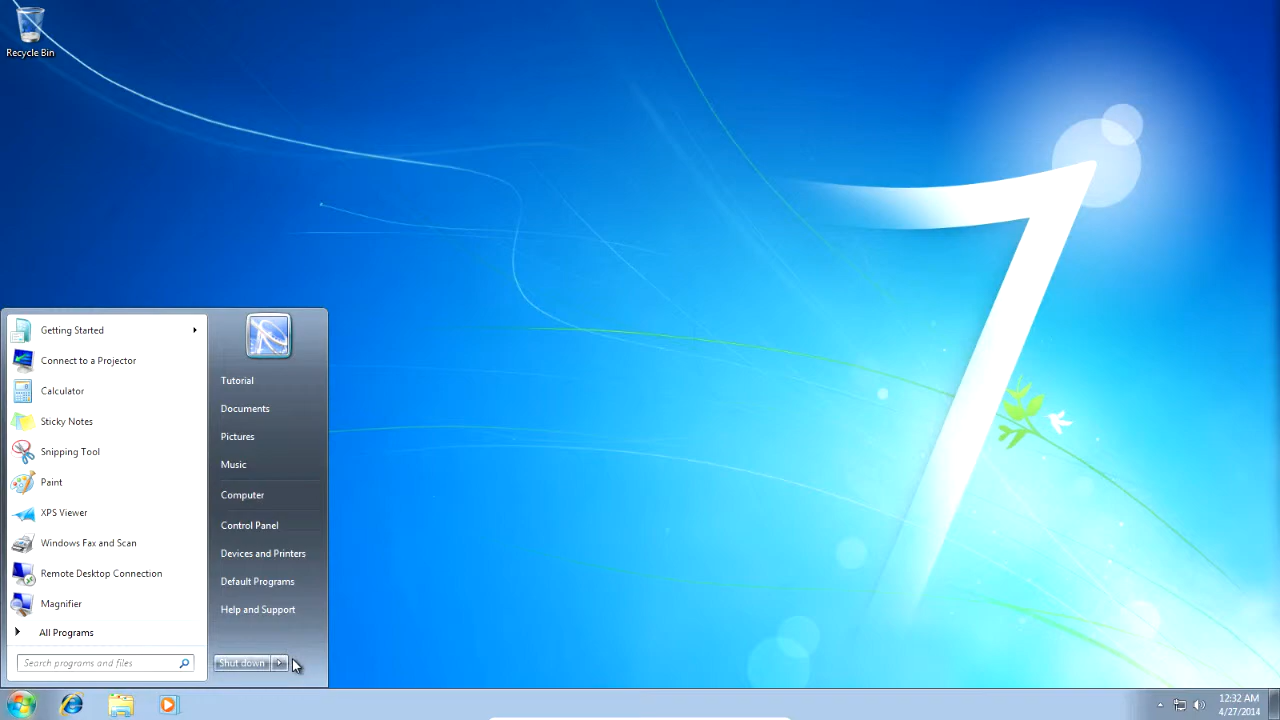 Recycle Bin
Getting Started
Connect to a Projector
Calculator
Sticky Notes
Snipping Tool
Paint
XPS Viewer
Windows Fax and Scan
Remote Desktop Connection
Magnifier
All Programs
Search programs and files
Tutorial
Documents
Pictures
Music
Computer
Control Panel
Devices and Printers
Default Programs
Help and Support
Shut down
12:32 AM
4/27/2014